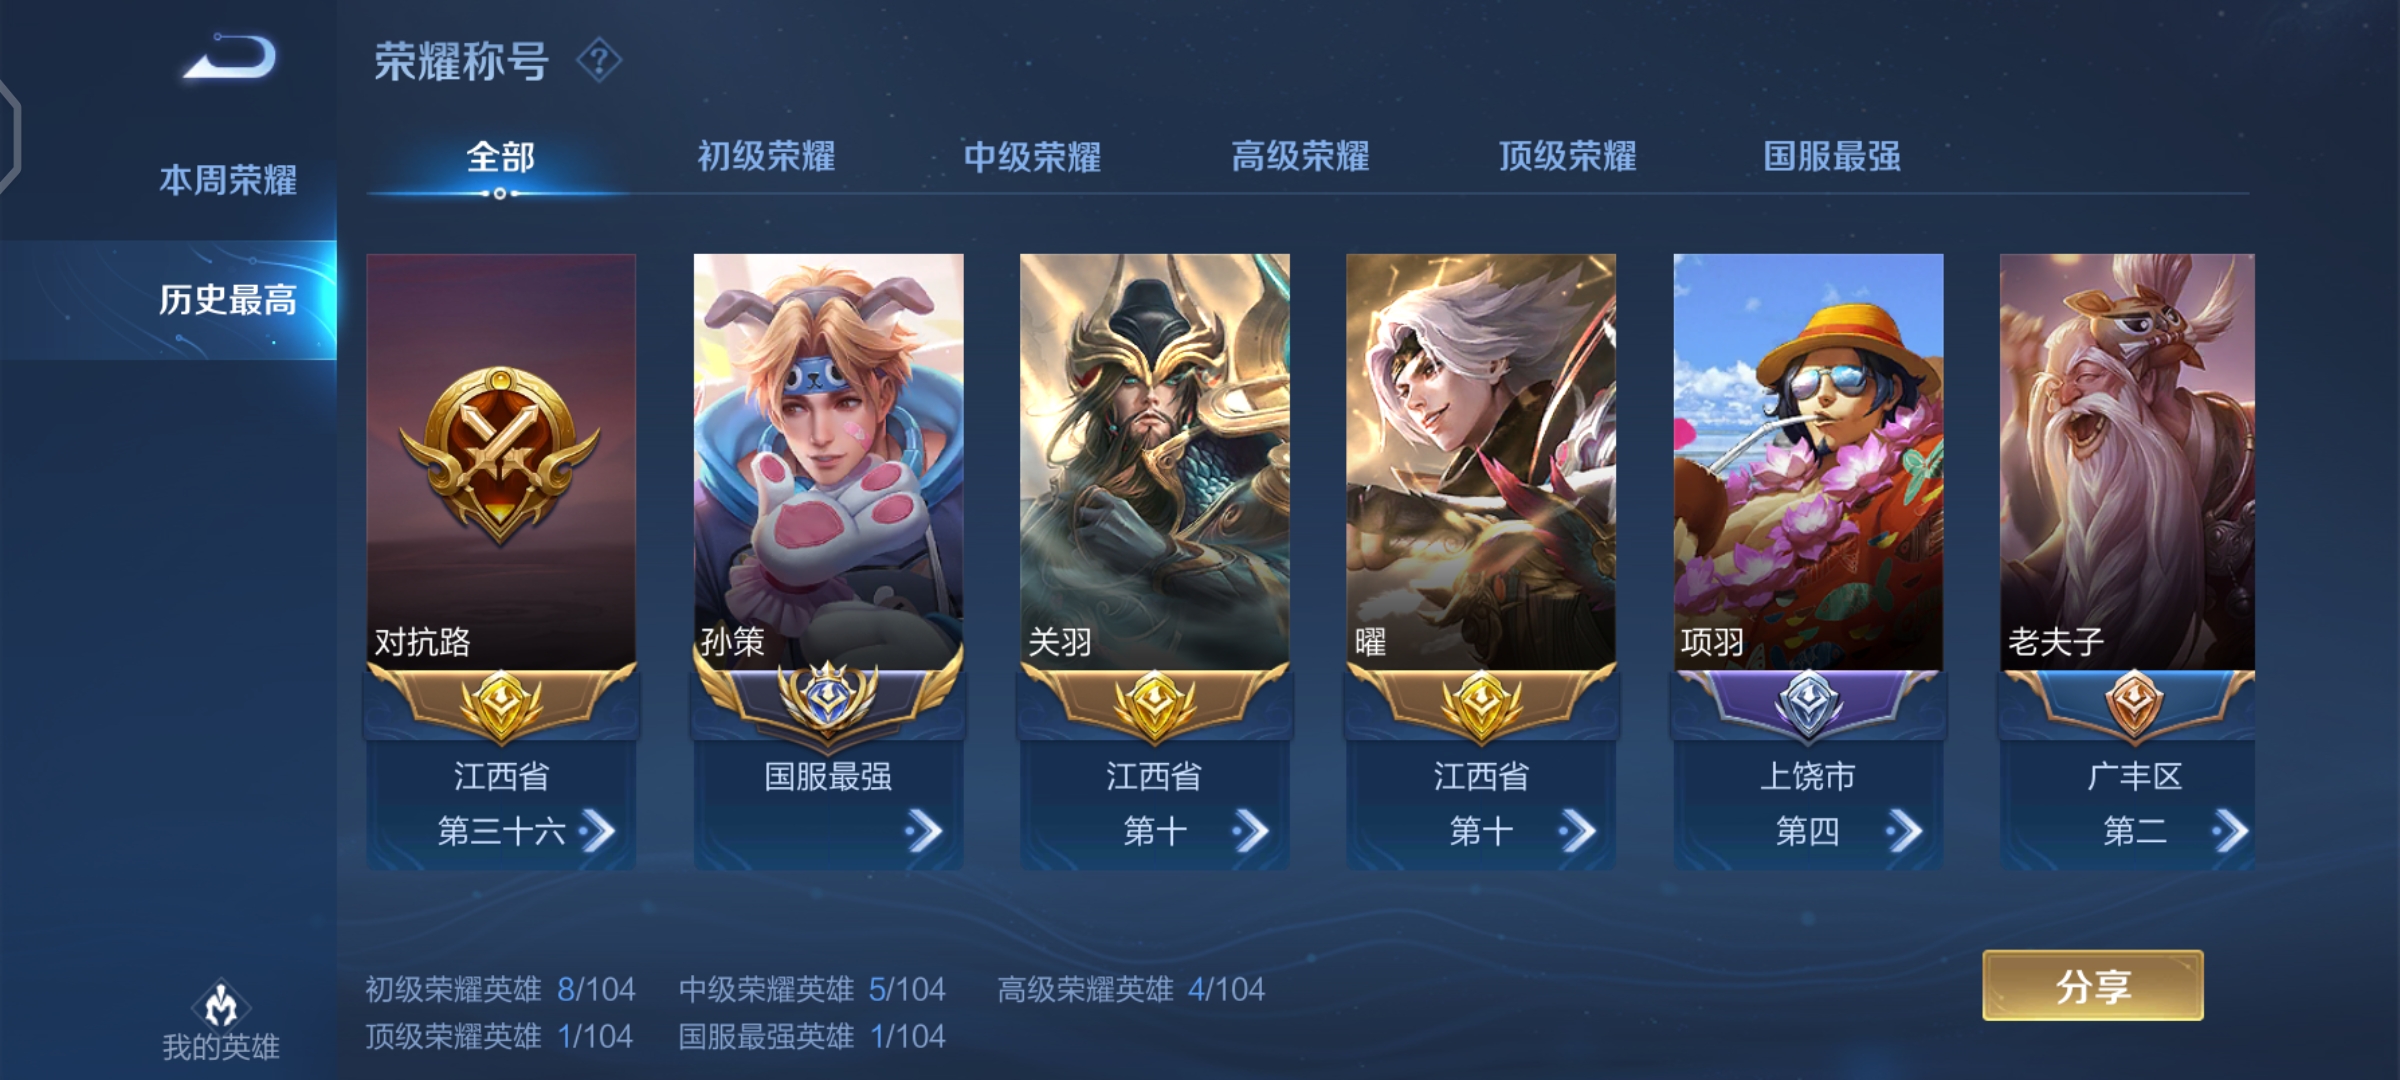 荣耀称号
本周荣耀
历史最高
全部 初级荣耀 中级荣耀 高级荣耀 顶级荣耀 国服最强
对抗路
江西省
第三十六
孙策
国服最强
关羽
江西省
第十
曜
江西省
第十
项羽
上饶市
第四
老夫子
广丰区
第二
初级荣耀英雄 8/104 中级荣耀英雄 5/104 高级荣耀英雄 4/104
顶级荣耀英雄 1/104 国服最强英雄 1/104
分享
我的英雄